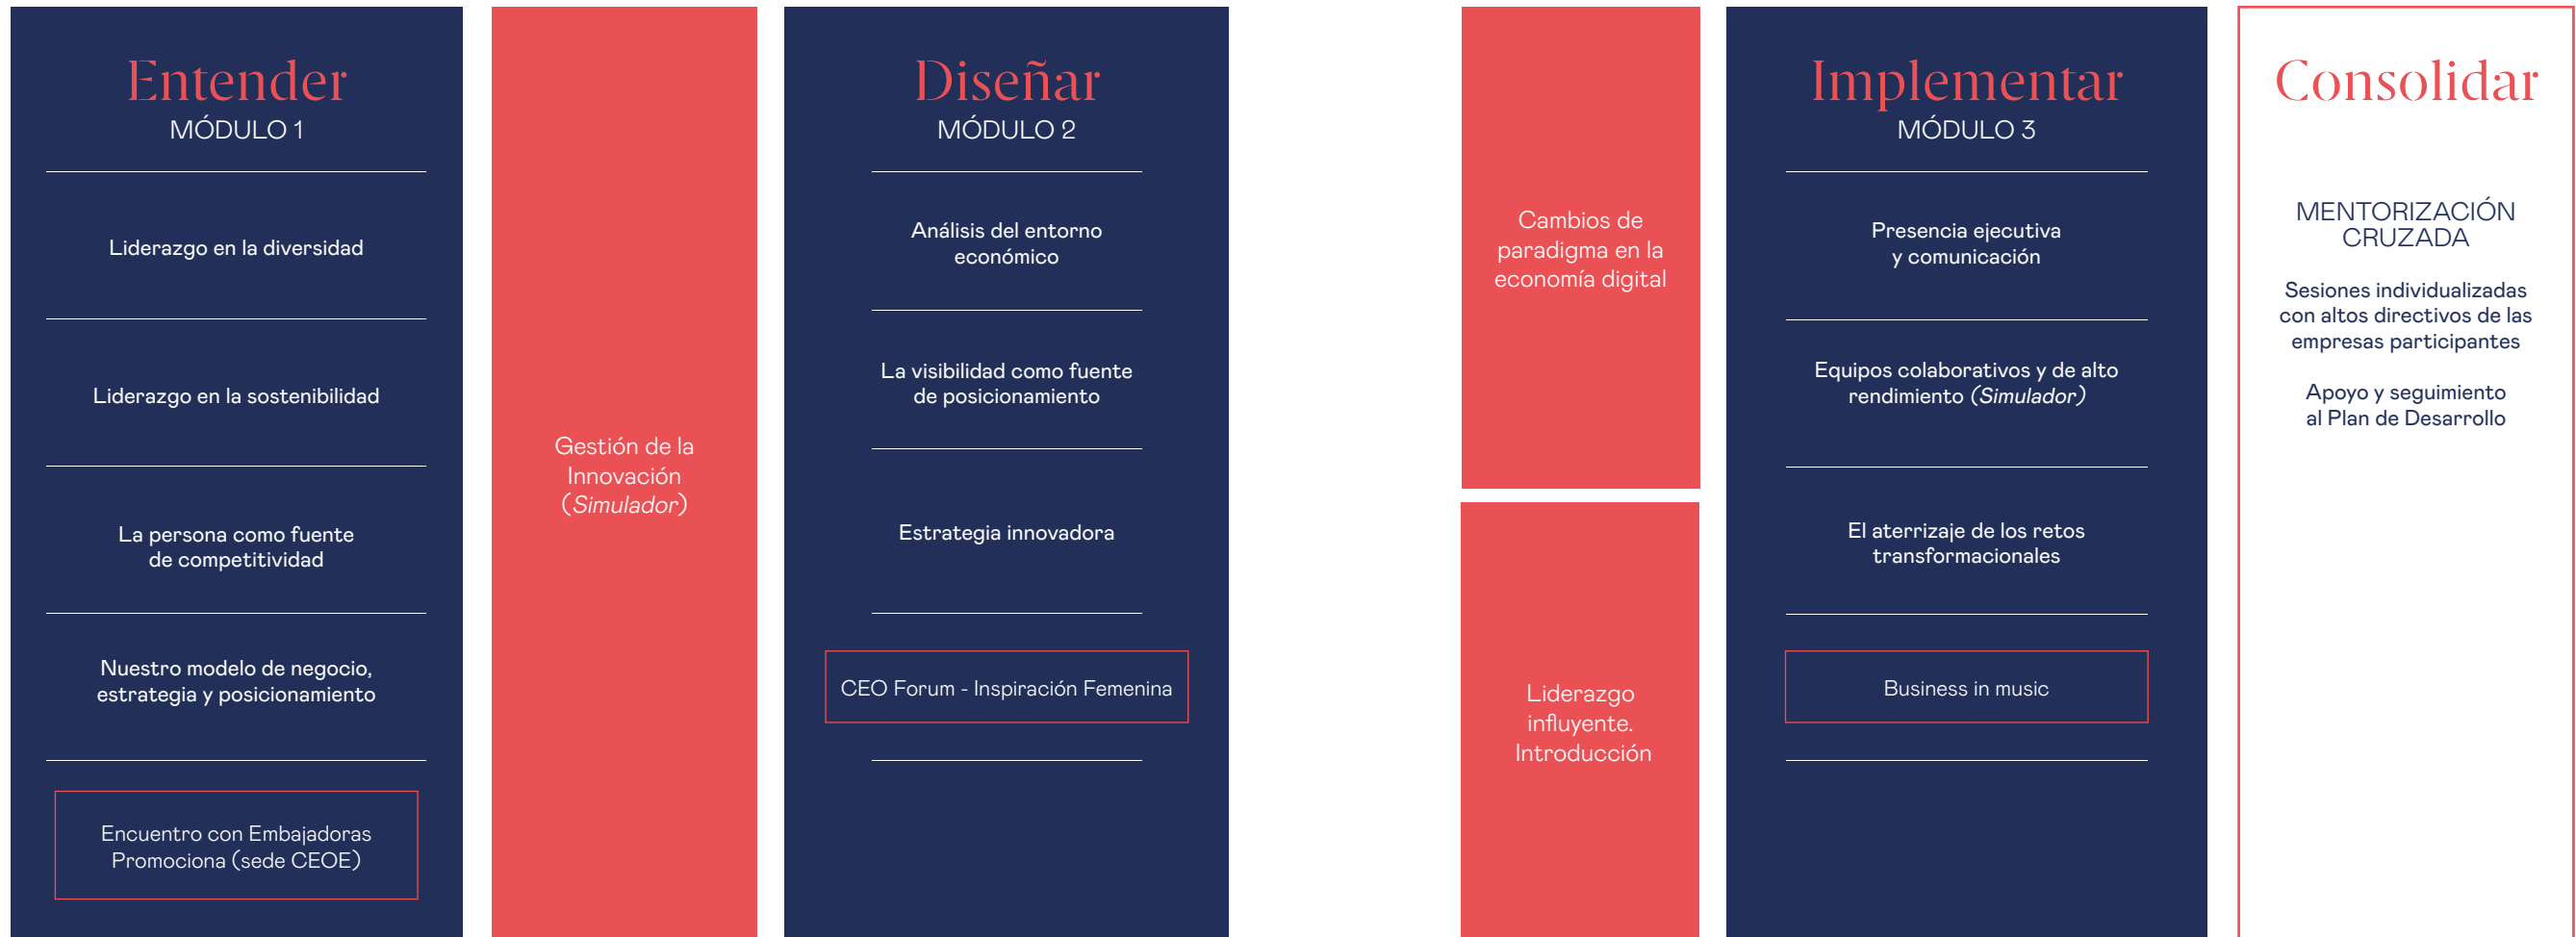 Entender
MÓDULO 1
Liderazgo en la diversidad
Liderazgo en la sostenibilidad
La persona como fuente
de competitividad
Nuestro modelo de negocio,
estrategia y posicionamiento
Encuentro con Embajadoras
Promociona (sede CEOE)
Gestión de la
Innovación
(Simulador)
Diseñar
MÓDULO 2
Análisis del entorno
económico
La visibilidad como fuente
de posicionamiento
Estrategia innovadora
CEO Forum - Inspiración Femenina
Cambios de
paradigma en la
economía digital
Liderazgo
influyente.
Introducción
Implementar
MÓDULO 3
Presencia ejecutiva
y comunicación
Equipos colaborativos y de alto
rendimiento (Simulador)
El aterrizaje de los retos
transformacionales
Business in music
Consolidar
MENTORIZACIÓN
CRUZADA
Sesiones individualizadas
con altos directivos de las
empresas participantes
Apoyo y seguimiento
al Plan de Desarrollo